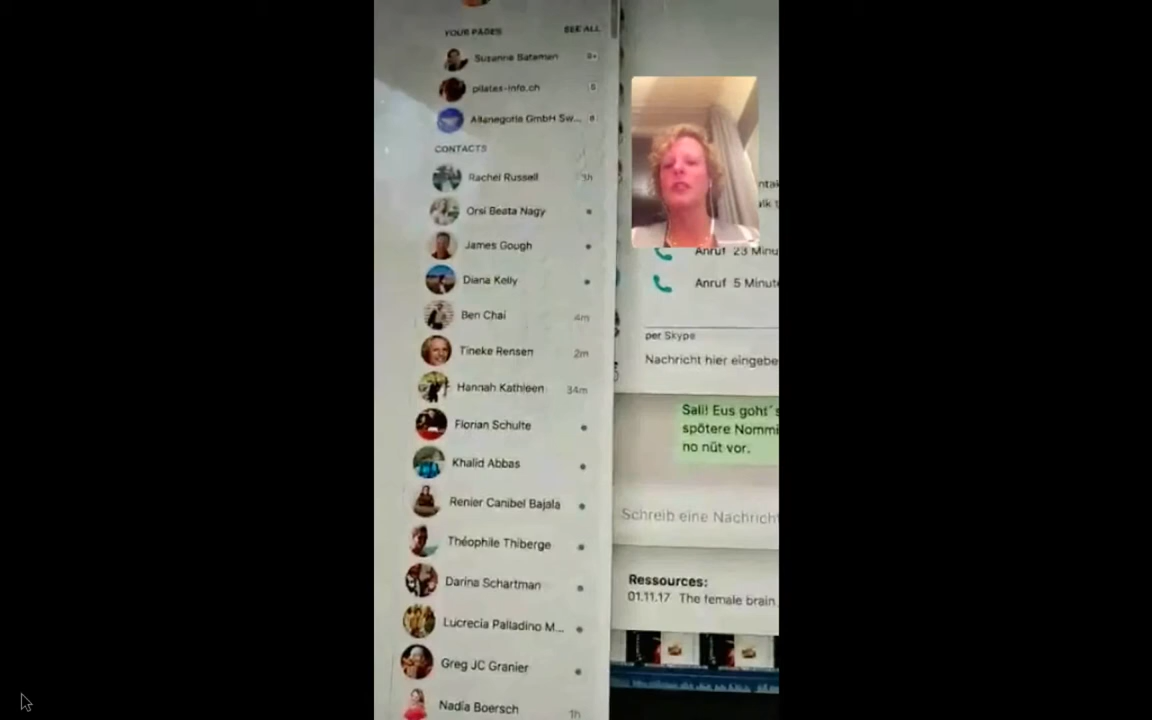 YOUR PAGES
SEE ALL
Suzanne Bateman 9+
pilates-info.ch 6
Allanegoria GmbH Sw... 6
CONTACTS
Rachel Russell 3h
Orsi Beata Nagy
James Gough
Diana Kelly
Ben Chai 4m
Tineke Rensen 2m
Hannah Kathleen 34m
Florian Schulte
Khalid Abbas
Renier Canibel Bajala
Théophile Thiberge
Darina Schartman
Lucrecia Palladino M...
Greg JC Granier
Nadia Boersch 1h
Anruf 23 Minu
Anruf 5 Minut
per Skype
Nachricht hier eingebe
Sali! Eus goht's
spötere Nommi
no nüt vor.
Schreib eine Nachricht
Ressources:
01.11.17 The female brain